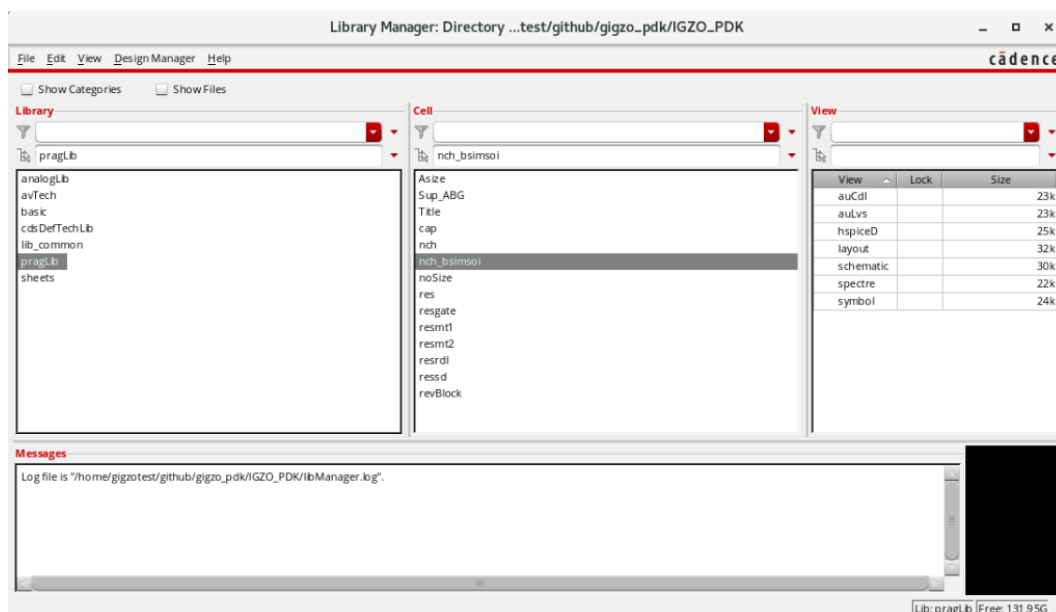 Library Manager: Directory ...test/github/gigzo_pdk/IGZO_PDK
File Edit View Design Manager Help
cādence
Show Categories Show Files
Library
pragLib
analogLib
avTech
basic
cdsDefTechLib
lib_common
pragLib
sheets
Cell
nch_bsimsoi
Asize
Sup_ABG
Title
cap
nch
nch_bsimsoi
noSize
res
resgate
resmt1
resmt2
resrdl
ressd
revBlock
View
View Lock Size
auCdl 23k
auLvs 23k
hspiceD 25k
layout 32k
schematic 30k
spectre 22k
symbol 24k
Messages
Log file is "/home/gigzotest/github/gigzo_pdk/IGZO_PDK/libManager.log".
Lib: pragLib Free: 131.95G